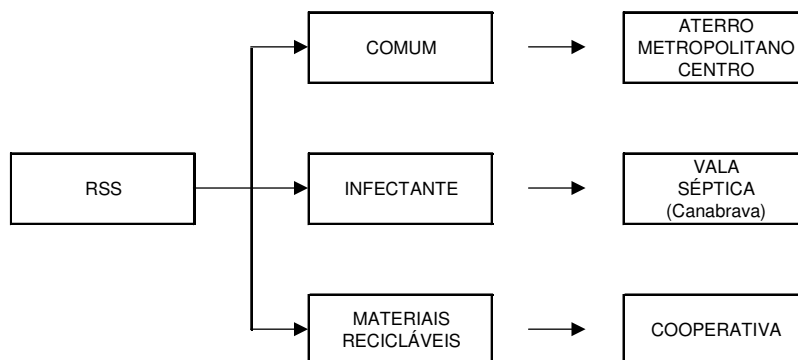 COMUM
ATERRO
METROPOLITANO
CENTRO
RSS
INFECTANTE
VALA
SÉPTICA
(Canabrava)
MATERIAIS
RECICLÁVEIS
COOPERATIVA